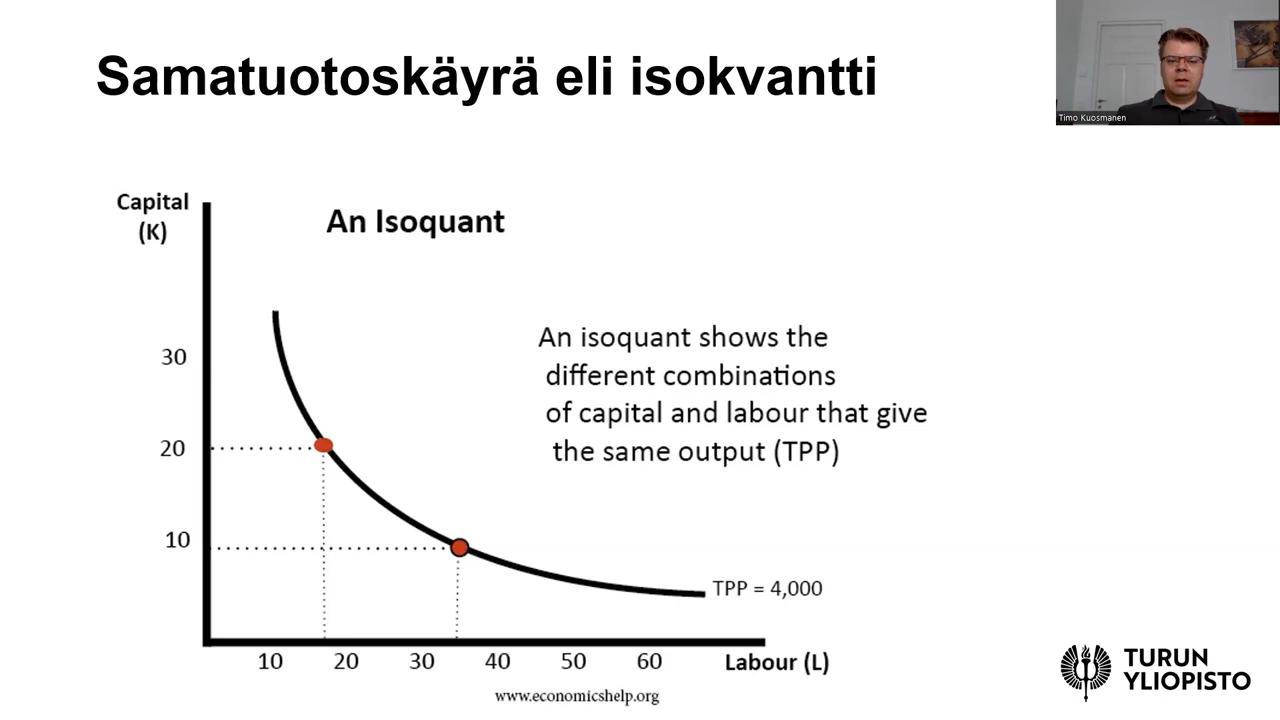 Samatuotoskäyrä eli isokvantti
Timo Kuosmanen
Capital
(K)
An Isoquant
An isoquant shows the
different combinations
of capital and labour that give
the same output (TPP)
30
20
10
TPP = 4,000
10 20 30 40 50 60 Labour (L)
www.economicshelp.org
TURUN
YLIOPISTO